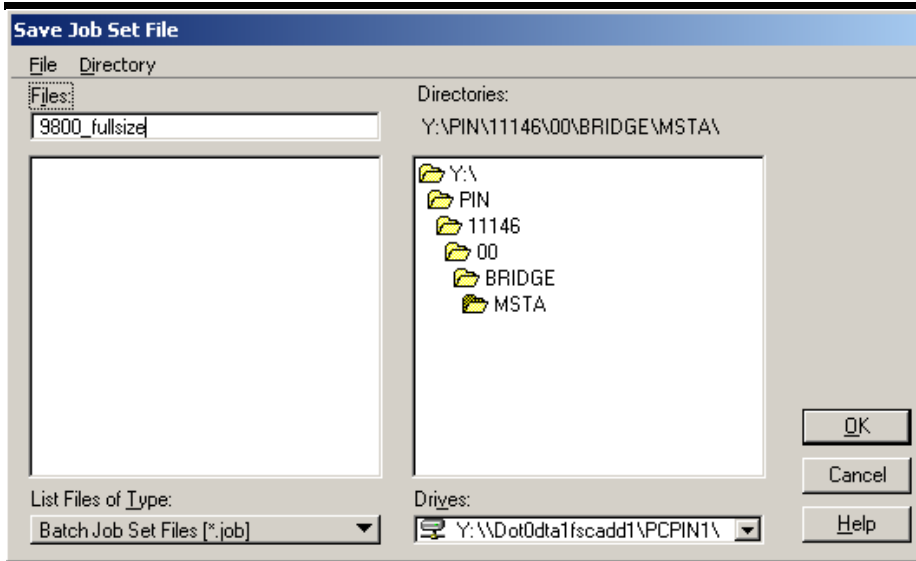 Save Job Set File
File Directory
Files:
9800_fullsize
Directories:
Y:\PIN\11146\00\BRIDGE\MSTA\
Y:\
PIN
11146
00
BRIDGE
MSTA
OK
Cancel
Help
List Files of Type:
Batch Job Set Files [*.job]
Drives:
Y:\\Dot0dta1fscadd1\PCPIN1\